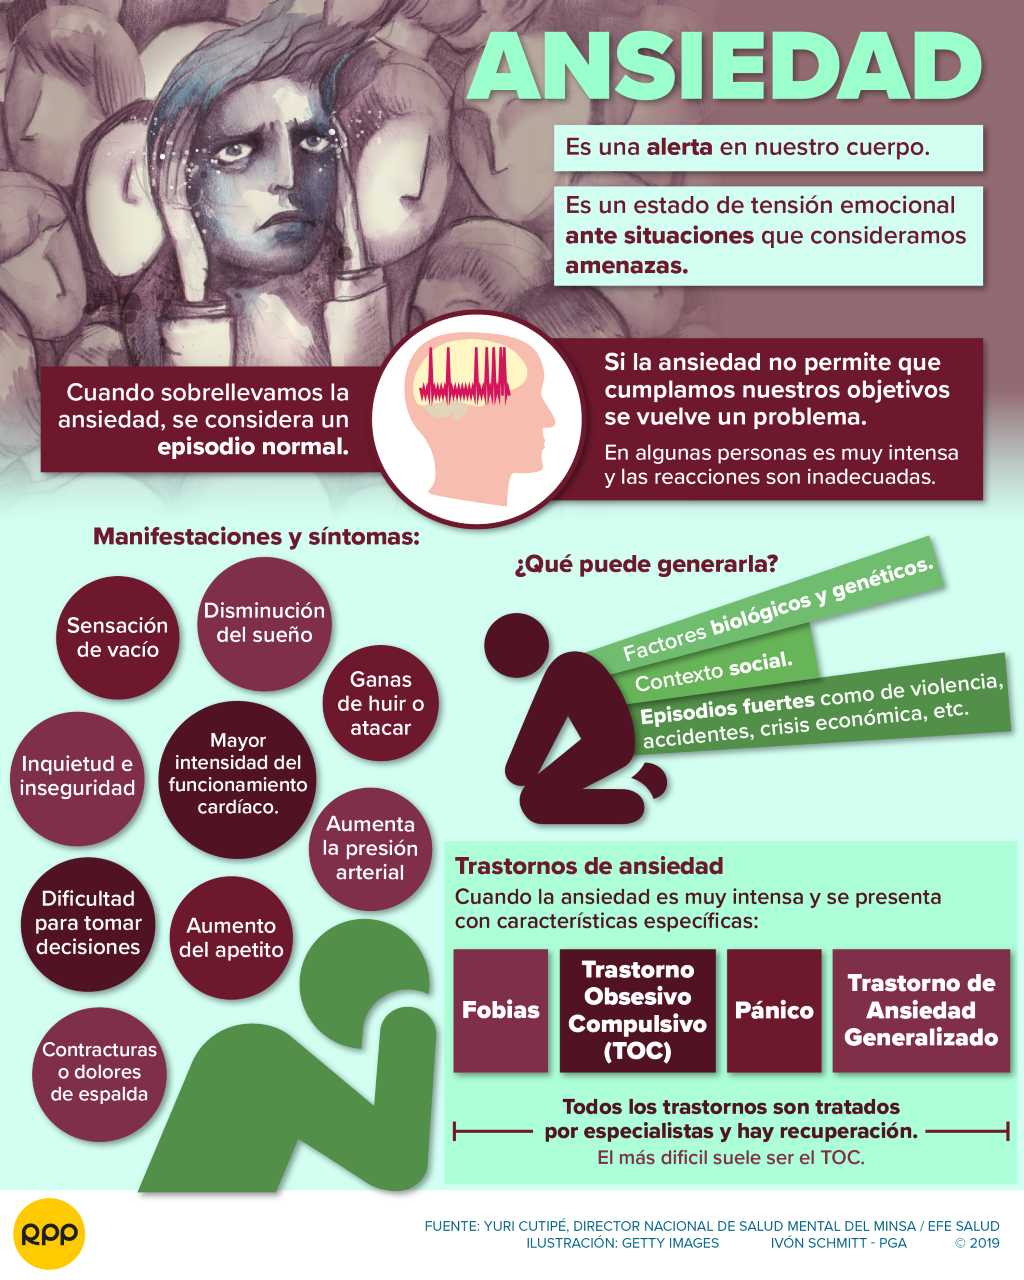 ANSIEDAD
Es una alerta en nuestro cuerpo.
Es un estado de tensión emocional
ante situaciones que consideramos
amenazas.
Cuando sobrellevamos la
ansiedad, se considera un
episodio normal.
Si la ansiedad no permite que
cumplamos nuestros objetivos
se vuelve un problema.
En algunas personas es muy intensa
y las reacciones son inadecuadas.
Manifestaciones y síntomas:
Sensación
de vacío
Disminución
del sueño
Ganas
de huir o
atacar
Inquietud e
inseguridad
Mayor
intensidad del
funcionamiento
cardíaco.
Aumenta
la presión
arterial
Dificultad
para tomar
decisiones
Aumento
del apetito
Contracturas
o dolores
de espalda
¿Qué puede generarla?
Factores biológicos y genéticos.
Contexto social.
Episodios fuertes como de violencia,
accidentes, crisis económica, etc.
Trastornos de ansiedad
Cuando la ansiedad es muy intensa y se presenta
con características específicas:
Fobias
Trastorno
Obsesivo
Compulsivo
(TOC)
Pánico
Trastorno de
Ansiedad
Generalizado
Todos los trastornos son tratados
por especialistas y hay recuperación.
El más dificil suele ser el TOC.
RPP
FUENTE: YURI CUTIPÉ, DIRECTOR NACIONAL DE SALUD MENTAL DEL MINSA / EFE SALUD
ILUSTRACIÓN: GETTY IMAGES IVÓN SCHMITT - PGA © 2019